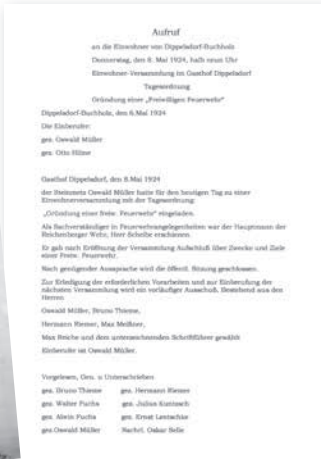 Aufruf
an die Einwohner von Dippelsdorf-Buchholz
Donnerstag, den 8. Mai 1924, halb neun Uhr
Einwohner-Versammlung im Gasthof Dippelsdorf
Tagesordnung
Gründung einer „Freiwilligen Feuerwehr"
Dippelsdorf-Buchholz, den 6.Mai 1924
Die Einberufer:
gez. Oswald Müller
gez. Otto Hiline
Gasthof Dippelsdorf, den 8.Mai 1924
der Steinmetz Oswald Müller hatte für den heutigen Tag zu einer
Einwohnerversammlung mit der Tagesordnung:
„Gründung einer freiw. Feuerwehr" eingeladen.
Als Sachverständiger in Feuerwehrangelegenheiten war der Hauptmann der
Reichenberger Wehr, Herr Scheibe erschienen.
Er gab nach Eröffnung der Versammlung Aufschluß über Zwecke und Ziele
einer Freiw. Feuerwehr.
Nach genügender Aussprache wird die öffentl. Sitzung geschlossen.
Zur Erledigung der erforderlichen Vorarbeiten und zur Einberufung der
nächsten Versammlung wird ein vorläufiger Ausschuß. Bestehend aus den
Herren
Oswald Müller, Bruno Thieme,
Hermann Riemer, Max Meißner,
Max Reiche und dem unterzeichnenden Schriftführer gewählt
Einberufer ist Oswald Müller.
Vorgelesen, Gen. u Unterschrieben
gez. Bruno Thieme gez. Hermann Riemer
gez. Walter Fuchs gez. Julius
gez. Alwin Fuchs gez. Ernst Lentschke
gez.Oswald Müller Nachrl. Oskar Selle